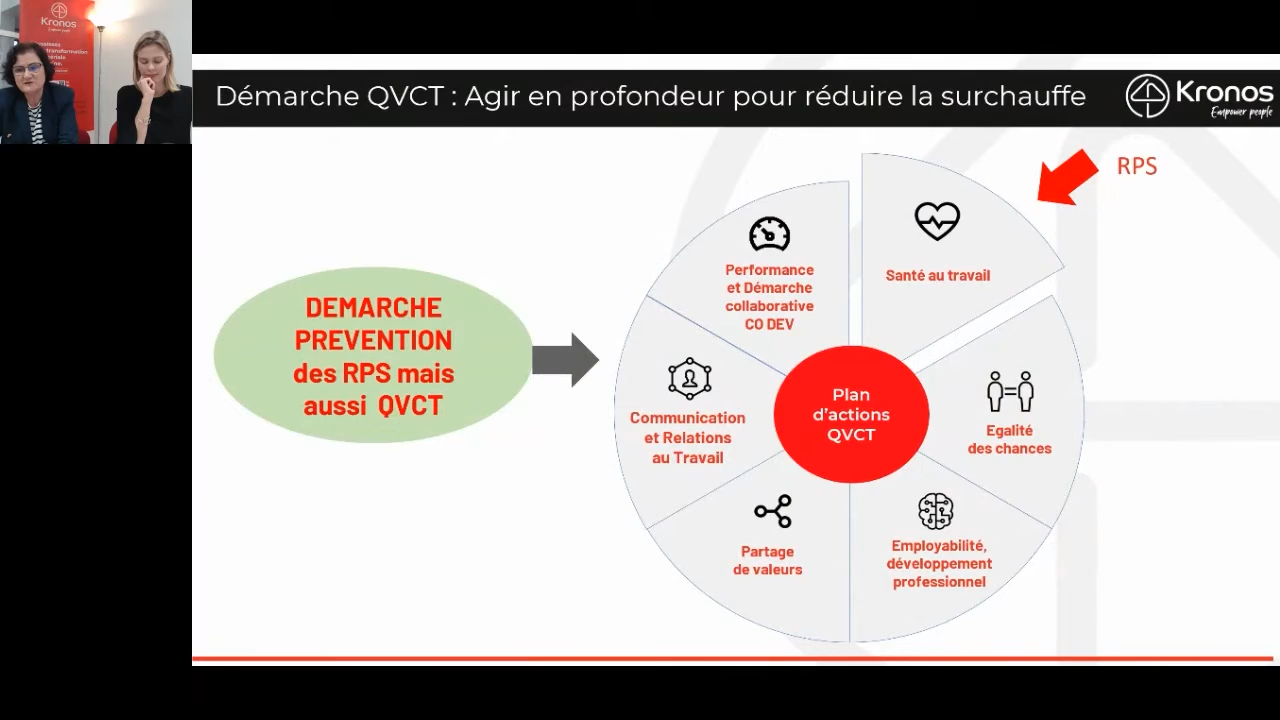 Kronos
Empower people
Démarche QVCT : Agir en profondeur pour réduire la surchauffe
Kronos
Empower people
RPS
Santé au travail
Performance
et Démarche
collaborative
CO DEV
DEMARCHE
PREVENTION
des RPS mais
aussi QVCT
Plan
d'actions
QVCT
Communication
et Relations
au Travail
Egalité
des chances
Partage
de valeurs
Employabilité,
développement
professionnel